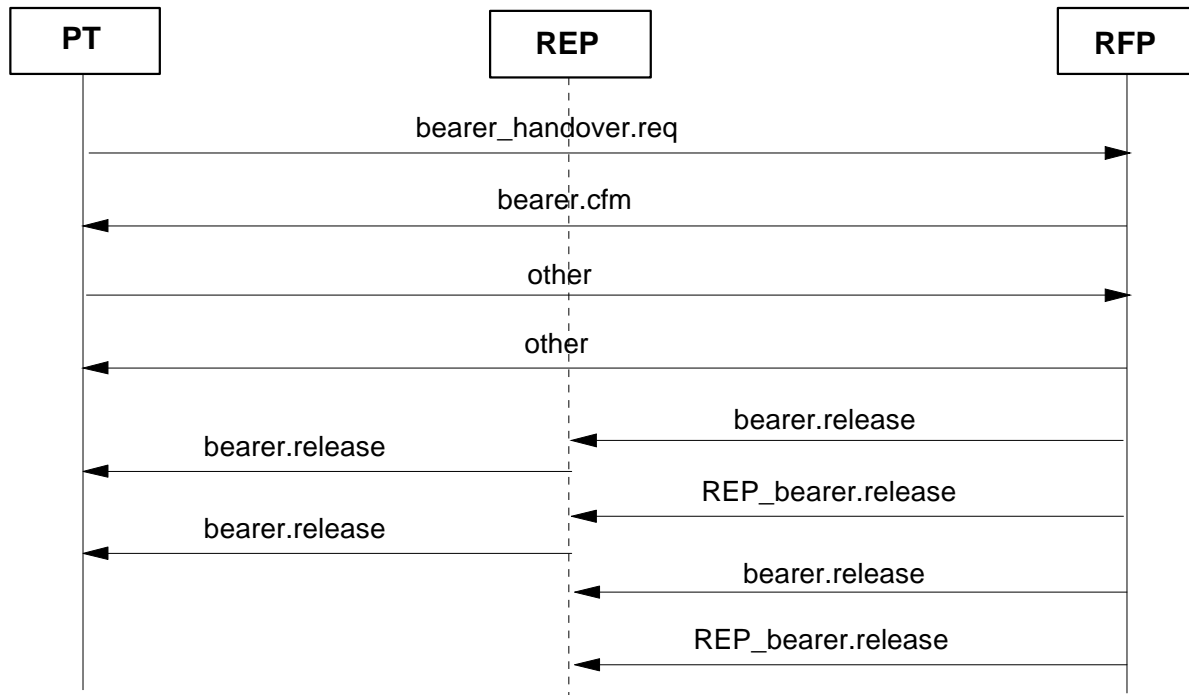 PT
REP
RFP
bearer_handover.req
bearer.cfm
other
other
bearer.release
bearer.release
REP_bearer.release
bearer.release
bearer.release
REP_bearer.release